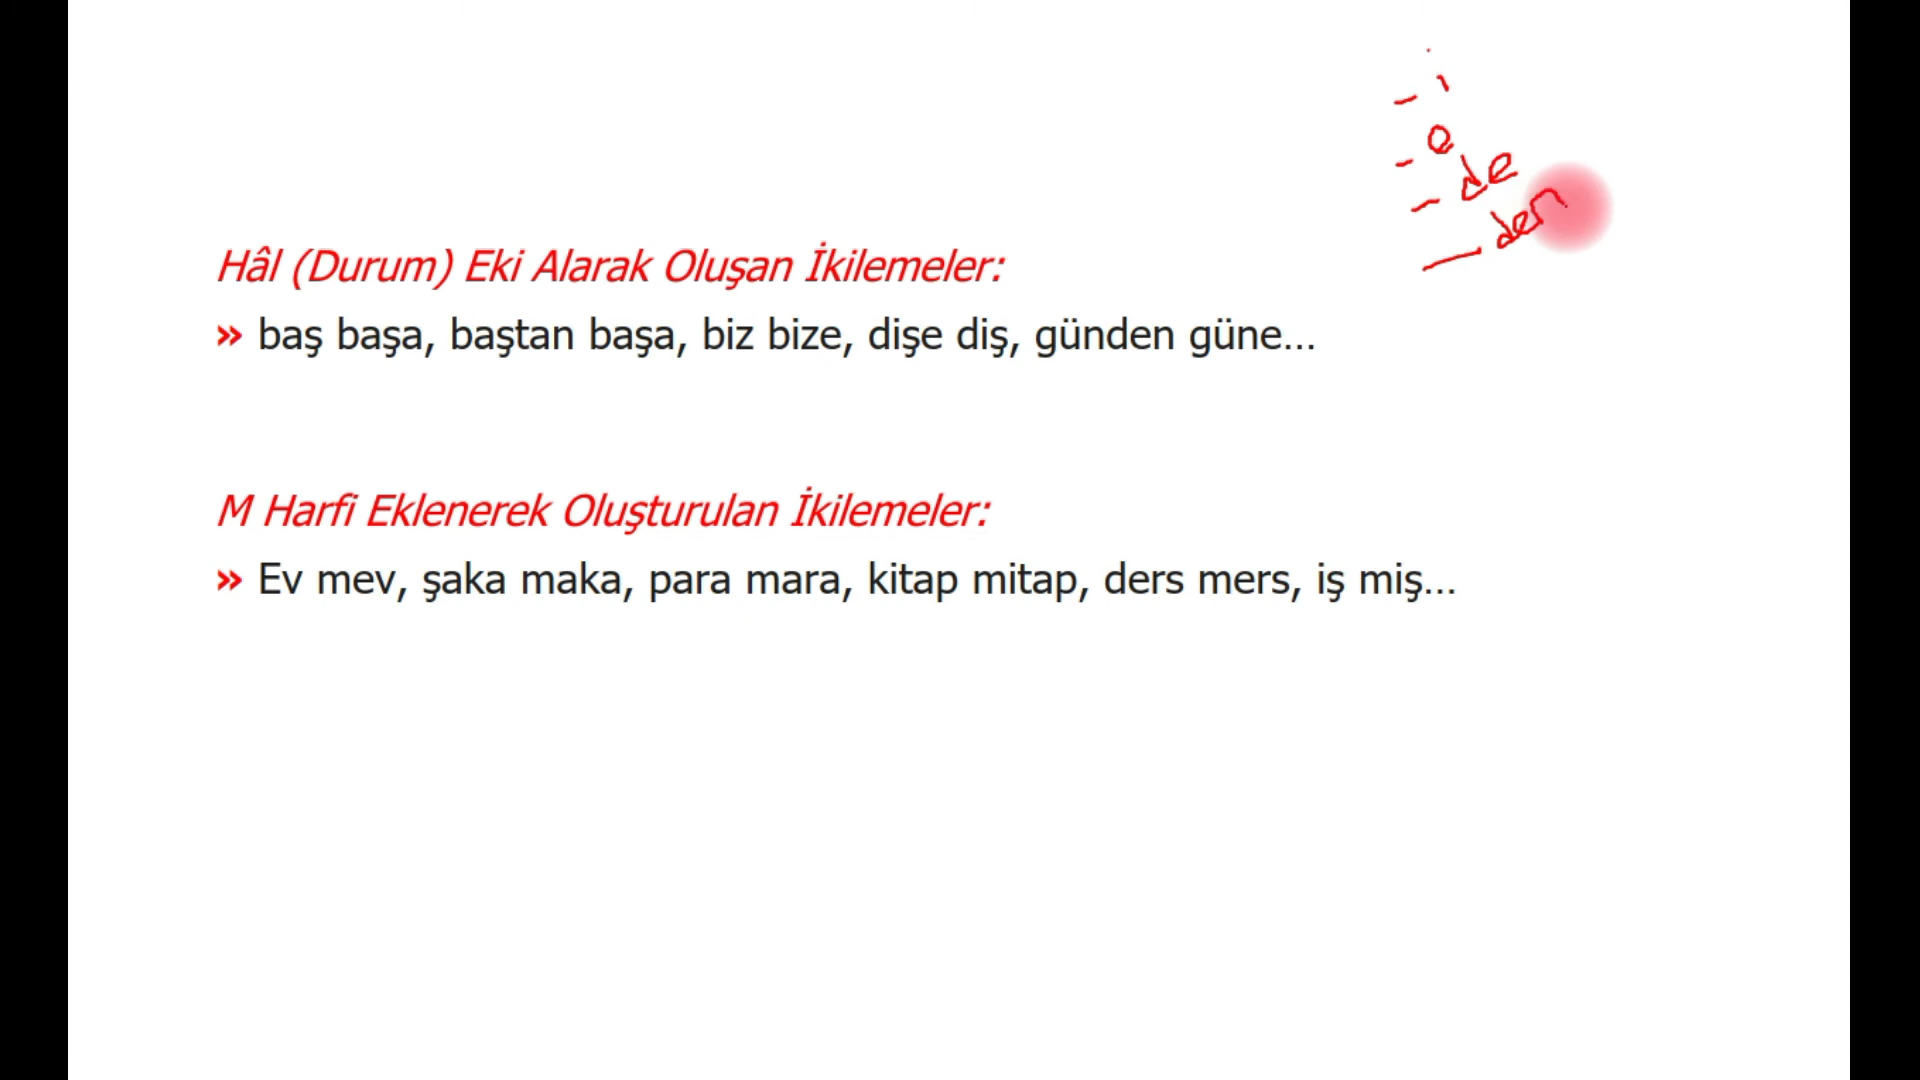 - i
- e
- de
- den
Hâl (Durum) Eki Alarak Oluşan İkilemeler:
» baş başa, baştan başa, biz bize, dişe diş, günden güne...
M Harfi Eklenerek Oluşturulan İkilemeler:
» Ev mev, şaka maka, para mara, kitap mitap, ders mers, iş miş...